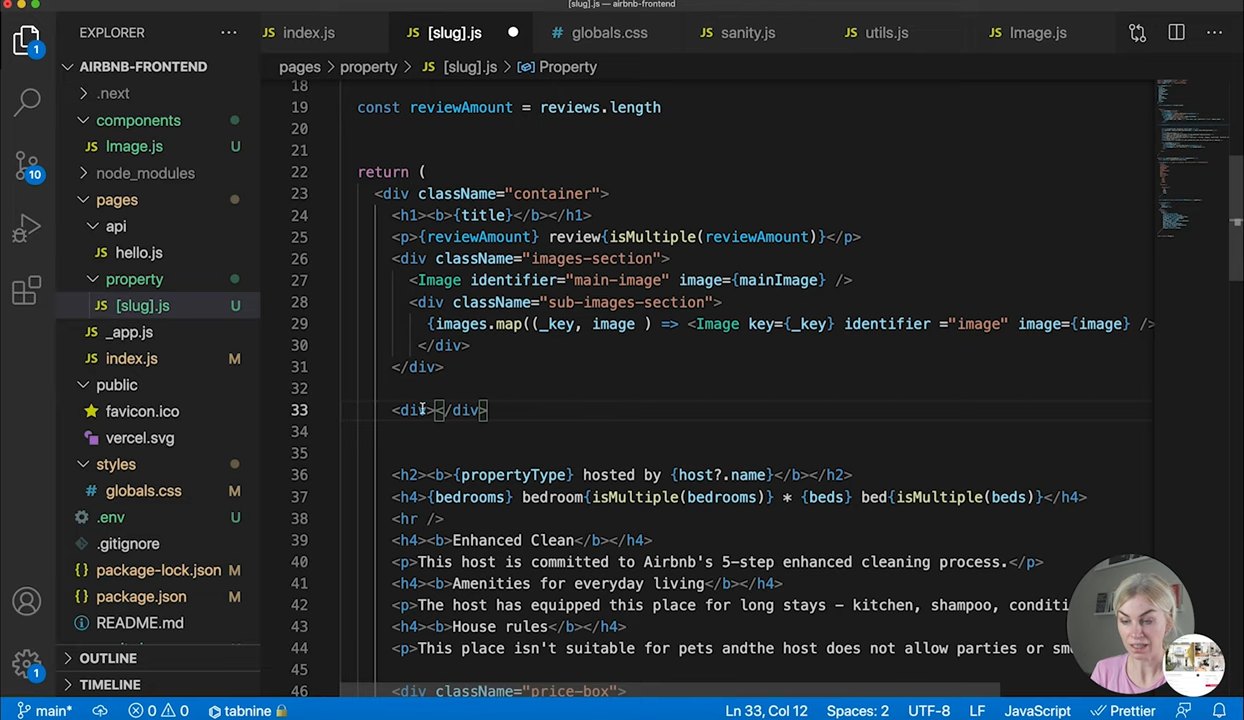 [slug].js — airbnb-frontend
EXPLORER
index.js
[slug].js
globals.css
sanity.js
utils.js
Image.js
AIRBNB-FRONTEND
pages > property > JS [slug].js > Property
.next
components
JS Image.js U
node_modules
pages
api
JS hello.js
property
JS [slug].js U
JS _app.js
JS index.js M
public
favicon.ico
vercel.svg
styles
# globals.css M
.env U
.gitignore
package-lock.json M
package.json M
README.md
OUTLINE
TIMELINE
1
10
1
18
19 const reviewAmount = reviews.length
20
21
22 return (
23 <div className="container">
24 <h1><b>{title}</b></h1>
25 <p>{reviewAmount} review{isMultiple(reviewAmount)}</p>
26 <div className="images-section">
27 <Image identifier="main-image" image={mainImage} />
28 <div className="sub-images-section">
29 {images.map((_key, image ) => <Image key={_key} identifier ="image" image={image} />
30 </div>
31 </div>
32
33 <div></div>
34
35
36 <h2><b>{propertyType} hosted by {host?.name}</b></h2>
37 <h4>{bedrooms} bedroom{isMultiple(bedrooms)} * {beds} bed{isMultiple(beds)}</h4>
38 <hr />
39 <h4><b>Enhanced Clean</b></h4>
40 <p>This host is committed to Airbnb's 5-step enhanced cleaning process.</p>
41 <h4><b>Amenities for everyday living</b></h4>
42 <p>The host has equipped this place for long stays – kitchen, shampoo, conditi
43 <h4><b>House rules</b></h4>
44 <p>This place isn't suitable for pets andthe host does not allow parties or sm
45
46 <div className="price-box">
main* 0 0 tabnine Ln 33, Col 12 Spaces: 2 UTF-8 LF JavaScript Prettier